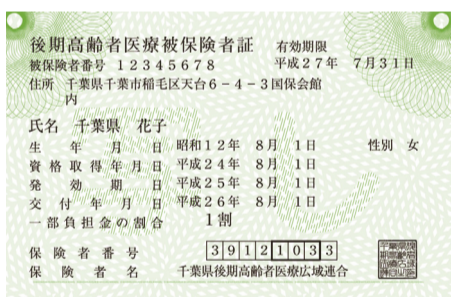 後期高齢者医療被保険者証 有効期限
被保険者番号 12345678 平成27年 7月31日
住所 千葉県千葉市稲毛区天台6-4-3国保会館
内
氏名 千葉県 花子
生年月日 昭和12年 8月 1日 性別 女
資格取得年月日 平成24年 8月 1日
発効期日 平成25年 8月 1日
交付年月日 平成26年 8月 1日
一部負担金の割合 1割
保険者番号 39121033
保険者名 千葉県後期高齢者医療広域連合